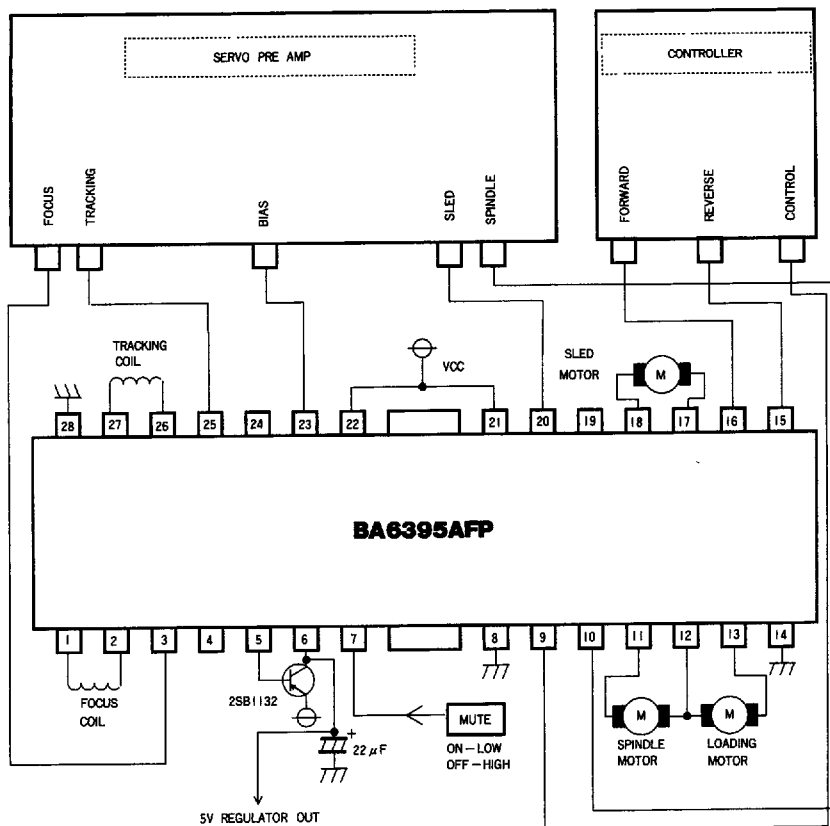 SERVO PRE AMP
CONTROLLER
FOCUS
TRACKING
BIAS
SLED
SPINDLE
FORWARD
REVERSE
CONTROL
TRACKING
COIL
VCC
SLED
MOTOR
M
28 27 26 25 24 23 22 21 20 19 18 17 16 15
BA6395AFP
1 2 3 4 5 6 7 8 9 10 11 12 13 14
FOCUS
COIL
2SB1132
+
22μF
MUTE
ON–LOW
OFF–HIGH
M
SPINDLE
MOTOR
M
LOADING
MOTOR
5V REGULATOR OUT